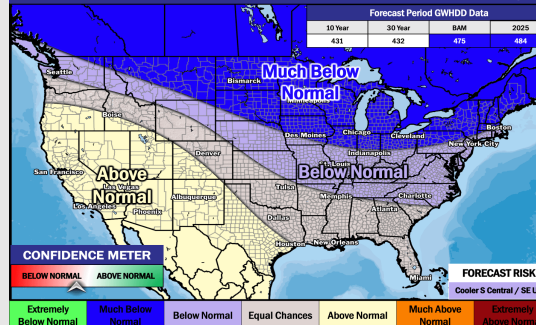 Forecast Period GWHDD Data
10 Year 30 Year BAM 2025
431 432 475 484
Seattle
Bismarck
Much Below
Normal
Minneapolis
Boise
Boston
Des Moines
Chicago
Cleveland
New York City
Denver
Indianapolis
San Francisco
Above
Normal
St. Louis
Below Normal
Las Vegas
Los Angeles
Albuquerque
Phoenix
Tulsa
Memphis
Charlotte
Atlanta
Dallas
Houston
New Orleans
Miami
CONFIDENCE METER
BELOW NORMAL ABOVE NORMAL
FORECAST RISK
Cooler S Central / SE U
Extremely
Below Normal
Much Below
Normal
Below Normal
Equal Chances
Above Normal
Much Above
Normal
Extremely
Above Norma